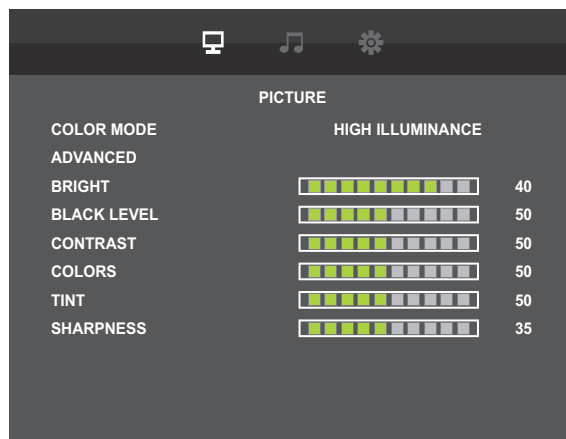 PICTURE
COLOR MODE HIGH ILLUMINANCE
ADVANCED
BRIGHT 40
BLACK LEVEL 50
CONTRAST 50
COLORS 50
TINT 50
SHARPNESS 35